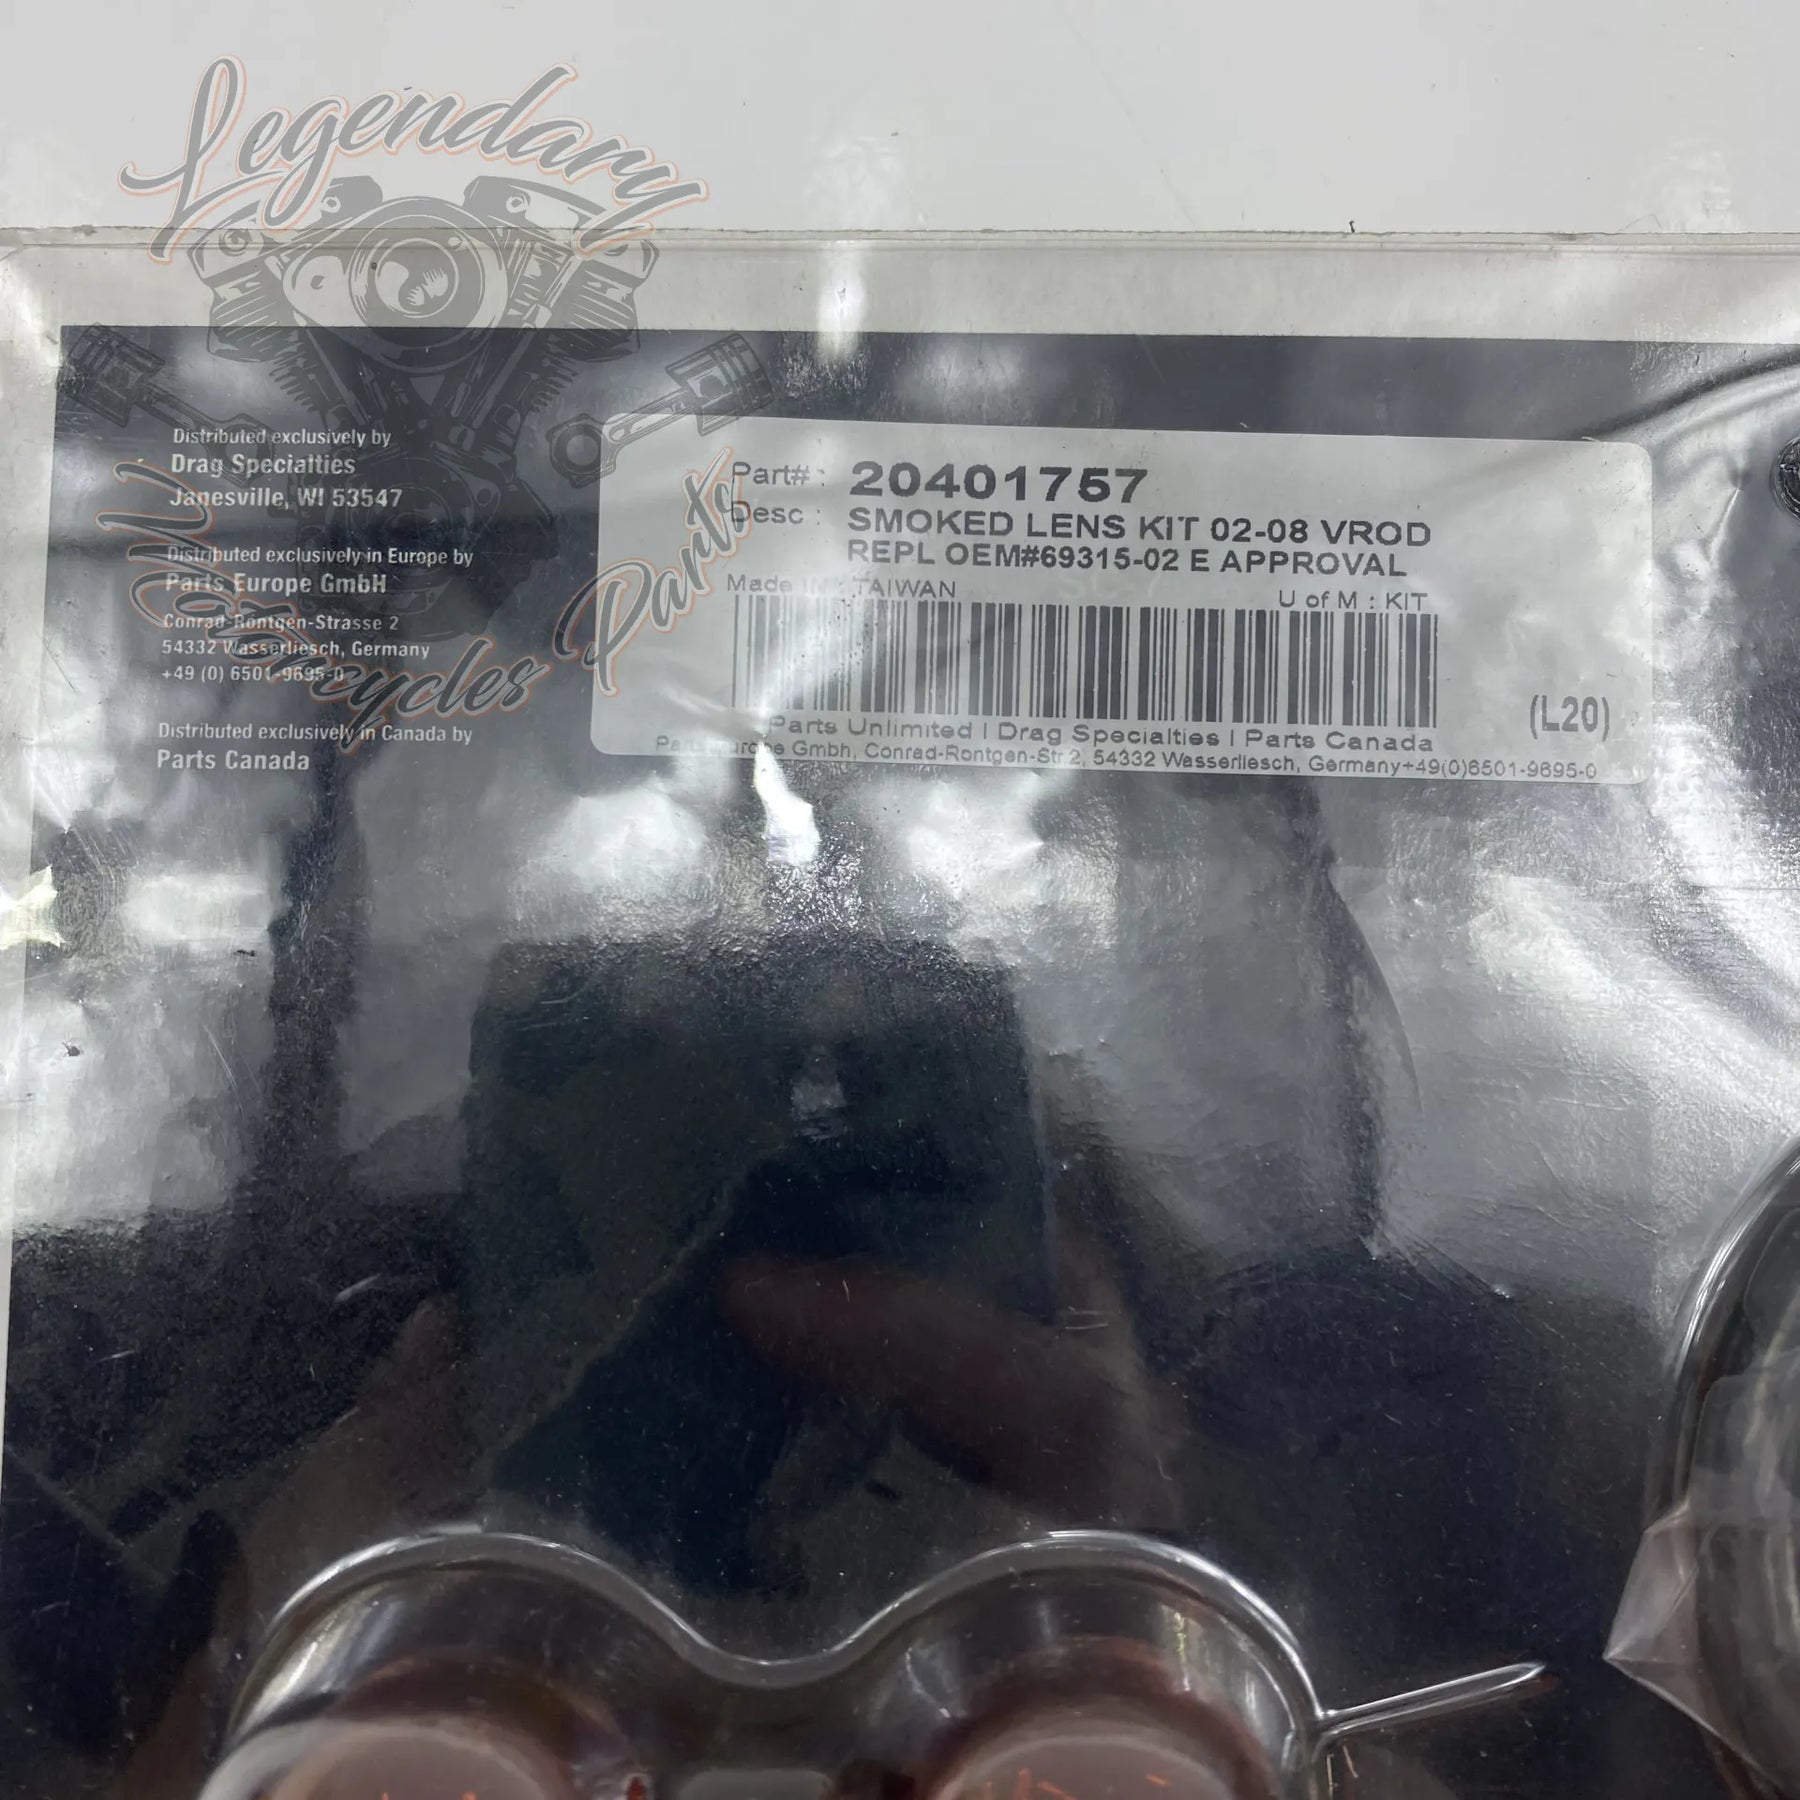 Legendary
Motorcycles Parts
Distributed exclusively by
Drag Specialties
Janesville, WI 53547
Distributed exclusively in Europe by
Parts Europe GmbH
Conrad-Röntgen-Strasse 2
54332 Wasserliesch, Germany
+49 (0) 6501-9695-0
Distributed exclusively in Canada by
Parts Canada
Part# : 20401757
Desc : SMOKED LENS KIT 02-08 VROD
REPL OEM#69315-02 E APPROVAL
Made IN : TAIWAN U of M : KIT
(L20)
Parts Unlimited | Drag Specialties | Parts Canada
Parts Europe Gmbh, Conrad-Rontgen-Str.2, 54332 Wasserliesch, Germany+49(0)6501-9695-0